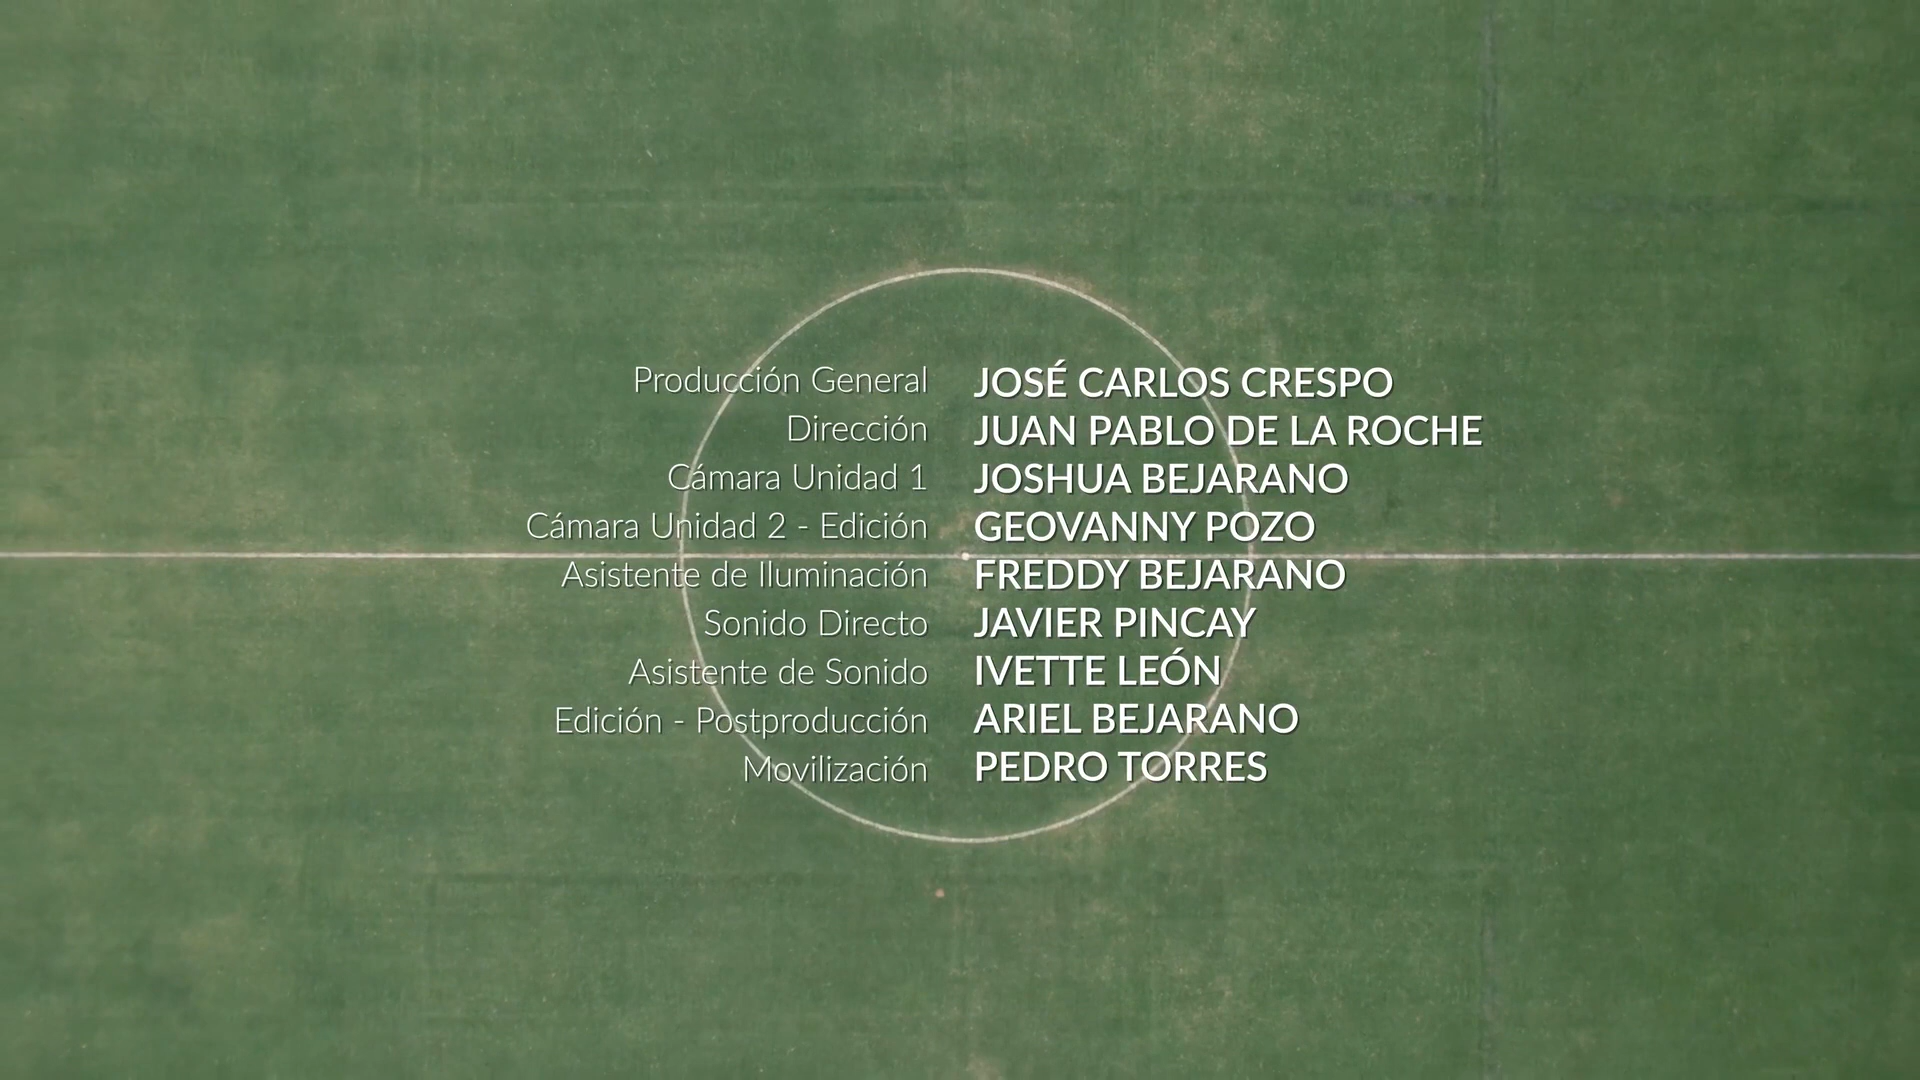 Producción General JOSÉ CARLOS CRESPO
Dirección JUAN PABLO DE LA ROCHE
Cámara Unidad 1 JOSHUA BEJARANO
Cámara Unidad 2 - Edición GEOVANNY POZO
Asistente de Iluminación FREDDY BEJARANO
Sonido Directo JAVIER PINCAY
Asistente de Sonido IVETTE LEÓN
Edición - Postproducción ARIEL BEJARANO
Movilización PEDRO TORRES